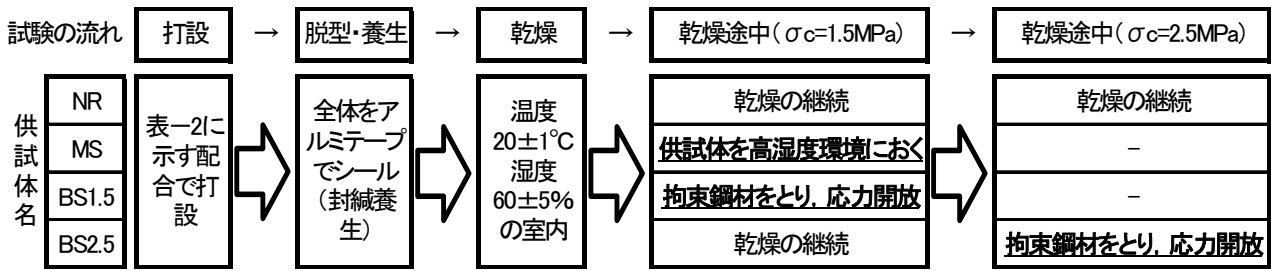 試験の流れ 打設 → 脱型・養生 → 乾燥 → 乾燥途中(σc=1.5MPa) → 乾燥途中(σc=2.5MPa)
供試体名
NR
MS
BS1.5
BS2.5
表－2に
示す配
合で打
設
全体をア
ルミテープ
でシール
(封緘養
生)
温度
20±1℃
湿度
60±5%
の室内
乾燥の継続
供試体を高湿度環境におく
拘束鋼材をとり，応力開放
乾燥の継続
乾燥の継続
－
－
拘束鋼材をとり，応力開放